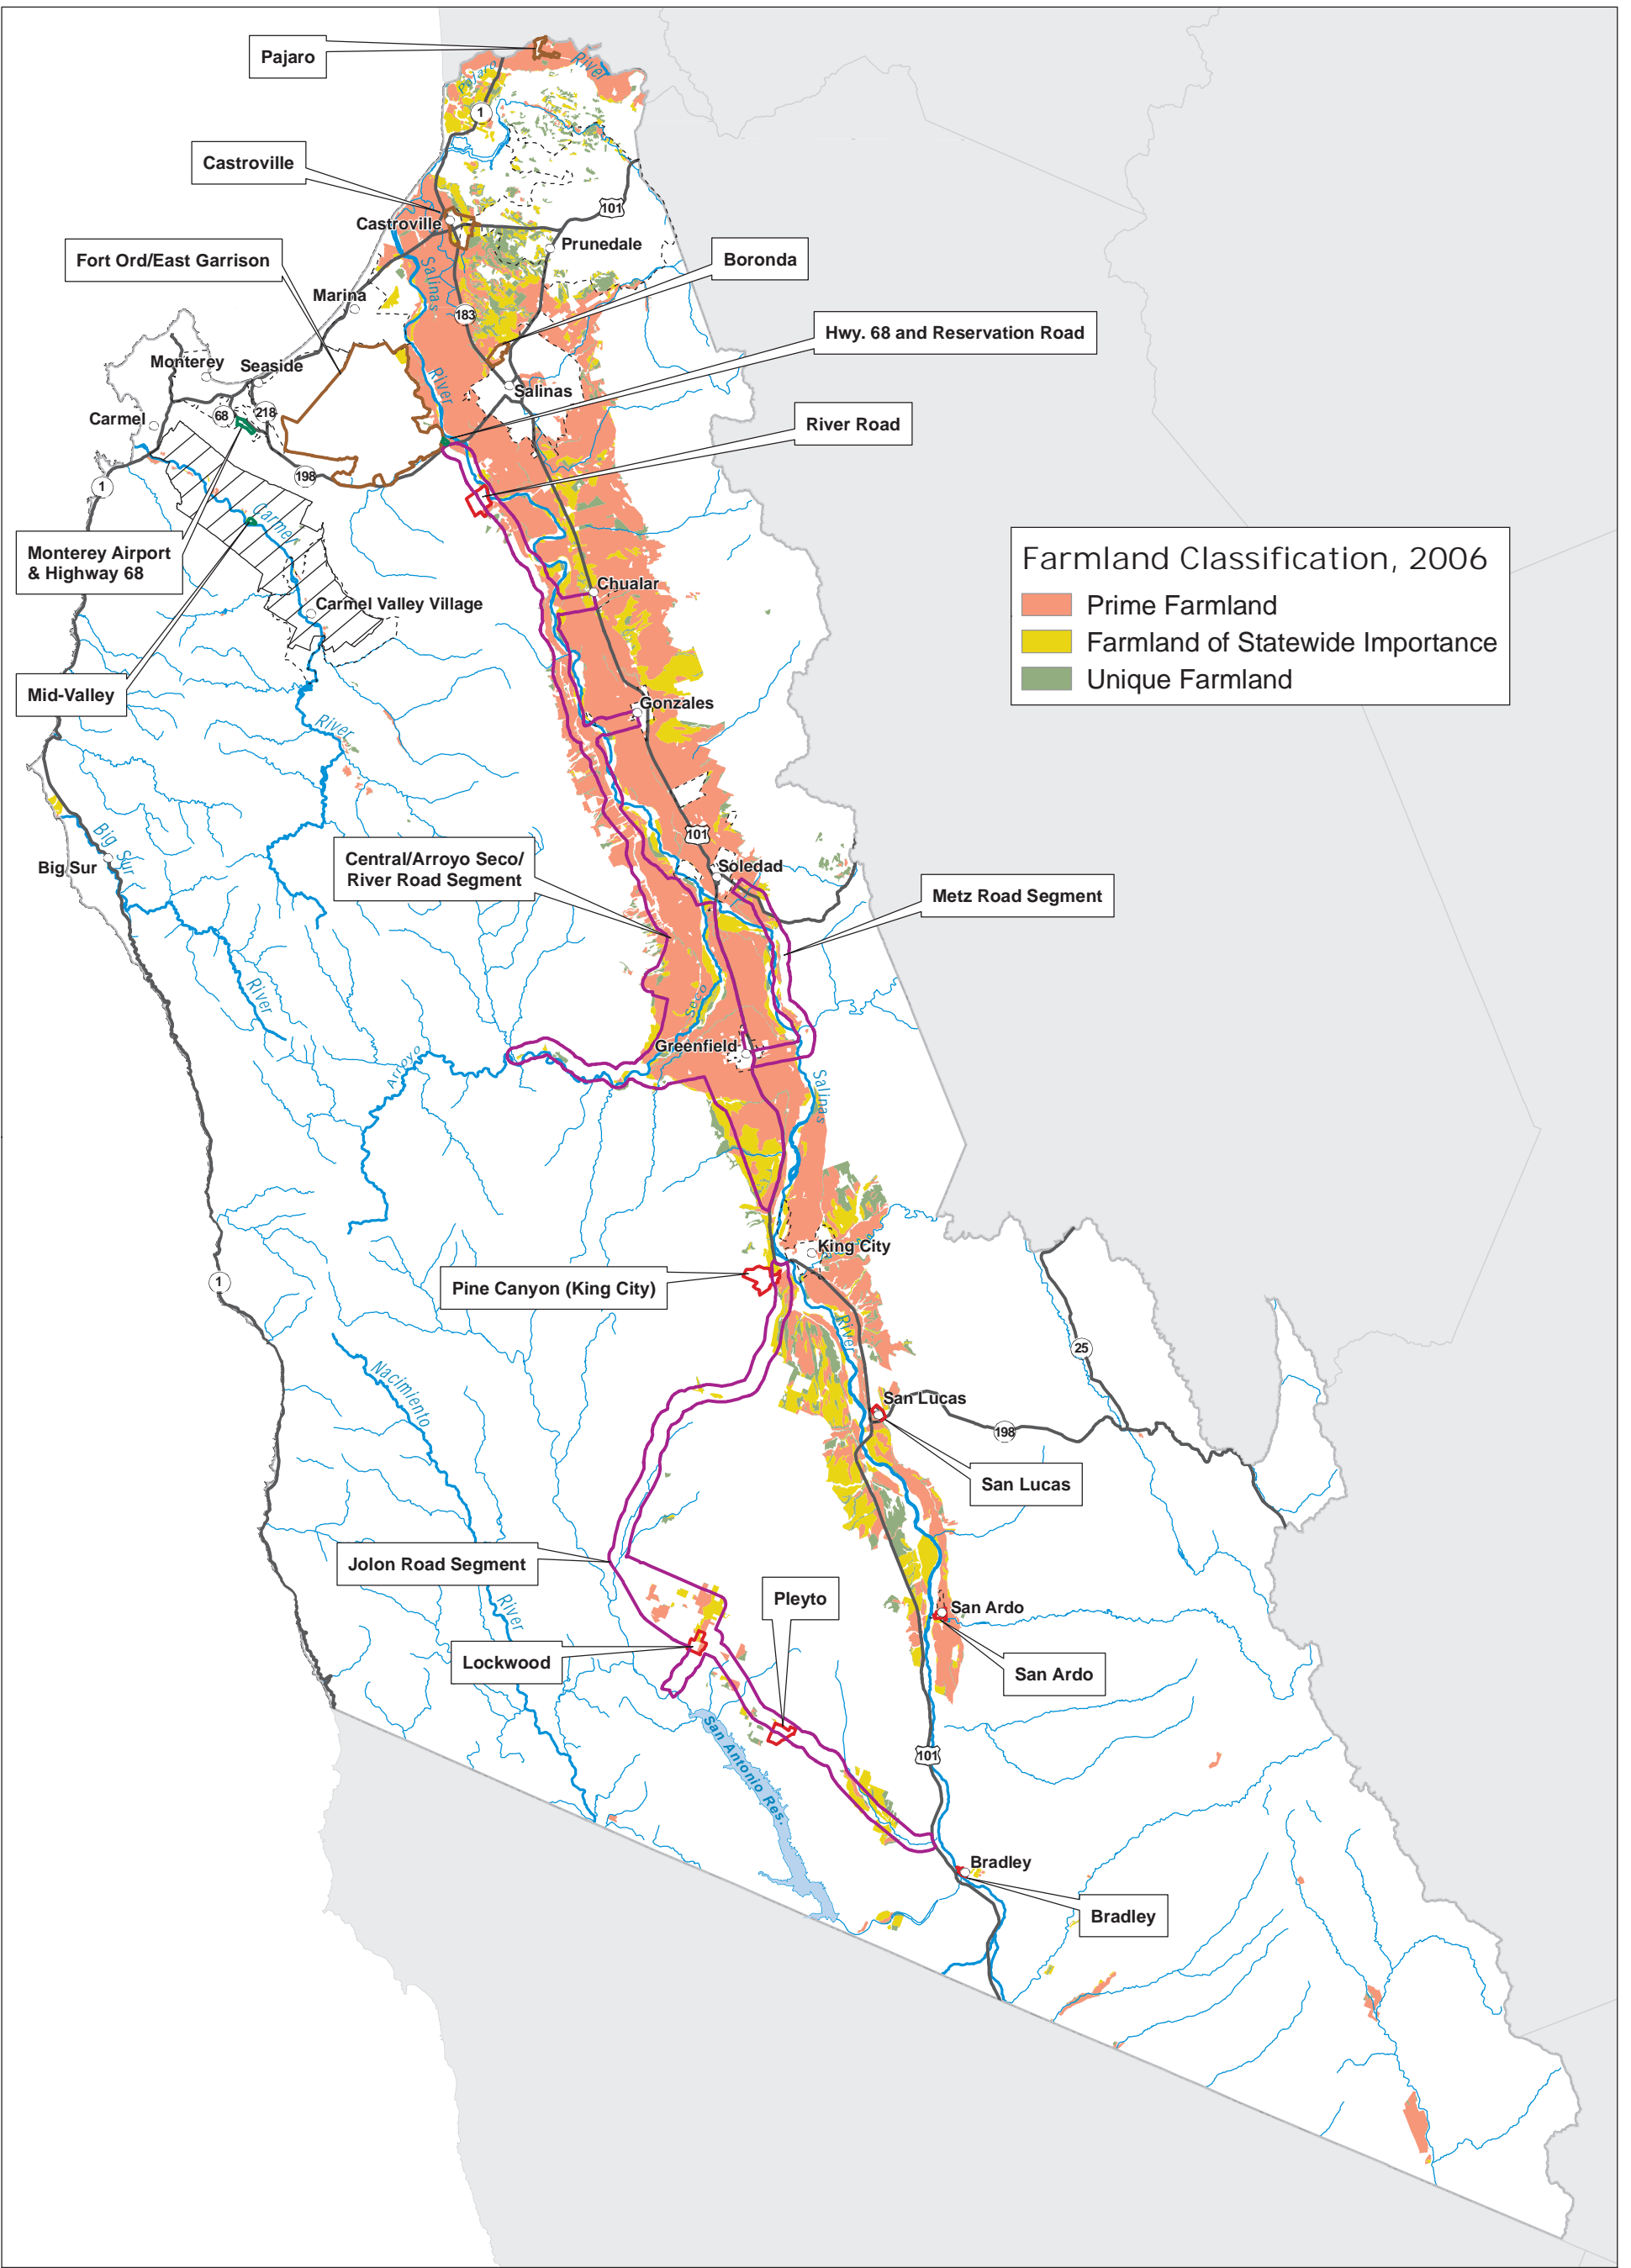 Pajaro
Pajaro
River
1
Castroville
Castroville
101
Prunedale
Fort Ord/East Garrison
Boronda
Salinas
Marina
183
Hwy. 68 and Reservation Road
Monterey
Seaside
River
Salinas
Carmel
68
218
River Road
198
1
Carmel
Monterey Airport
& Highway 68
Farmland Classification, 2006
Prime Farmland
Farmland of Statewide Importance
Unique Farmland
Chualar
Carmel Valley Village
Mid-Valley
Gonzales
River
101
Big Sur
Big Sur
Central/Arroyo Seco/
River Road Segment
Soledad
Metz Road Segment
River
Seco
Greenfield
Arroyo
Salinas
King City
Pine Canyon (King City)
1
River
25
Nacimiento
San Lucas
198
San Lucas
Jolon Road Segment
Pleyto
River
San Ardo
Lockwood
San Ardo
San Antonio Res.
101
Bradley
Bradley